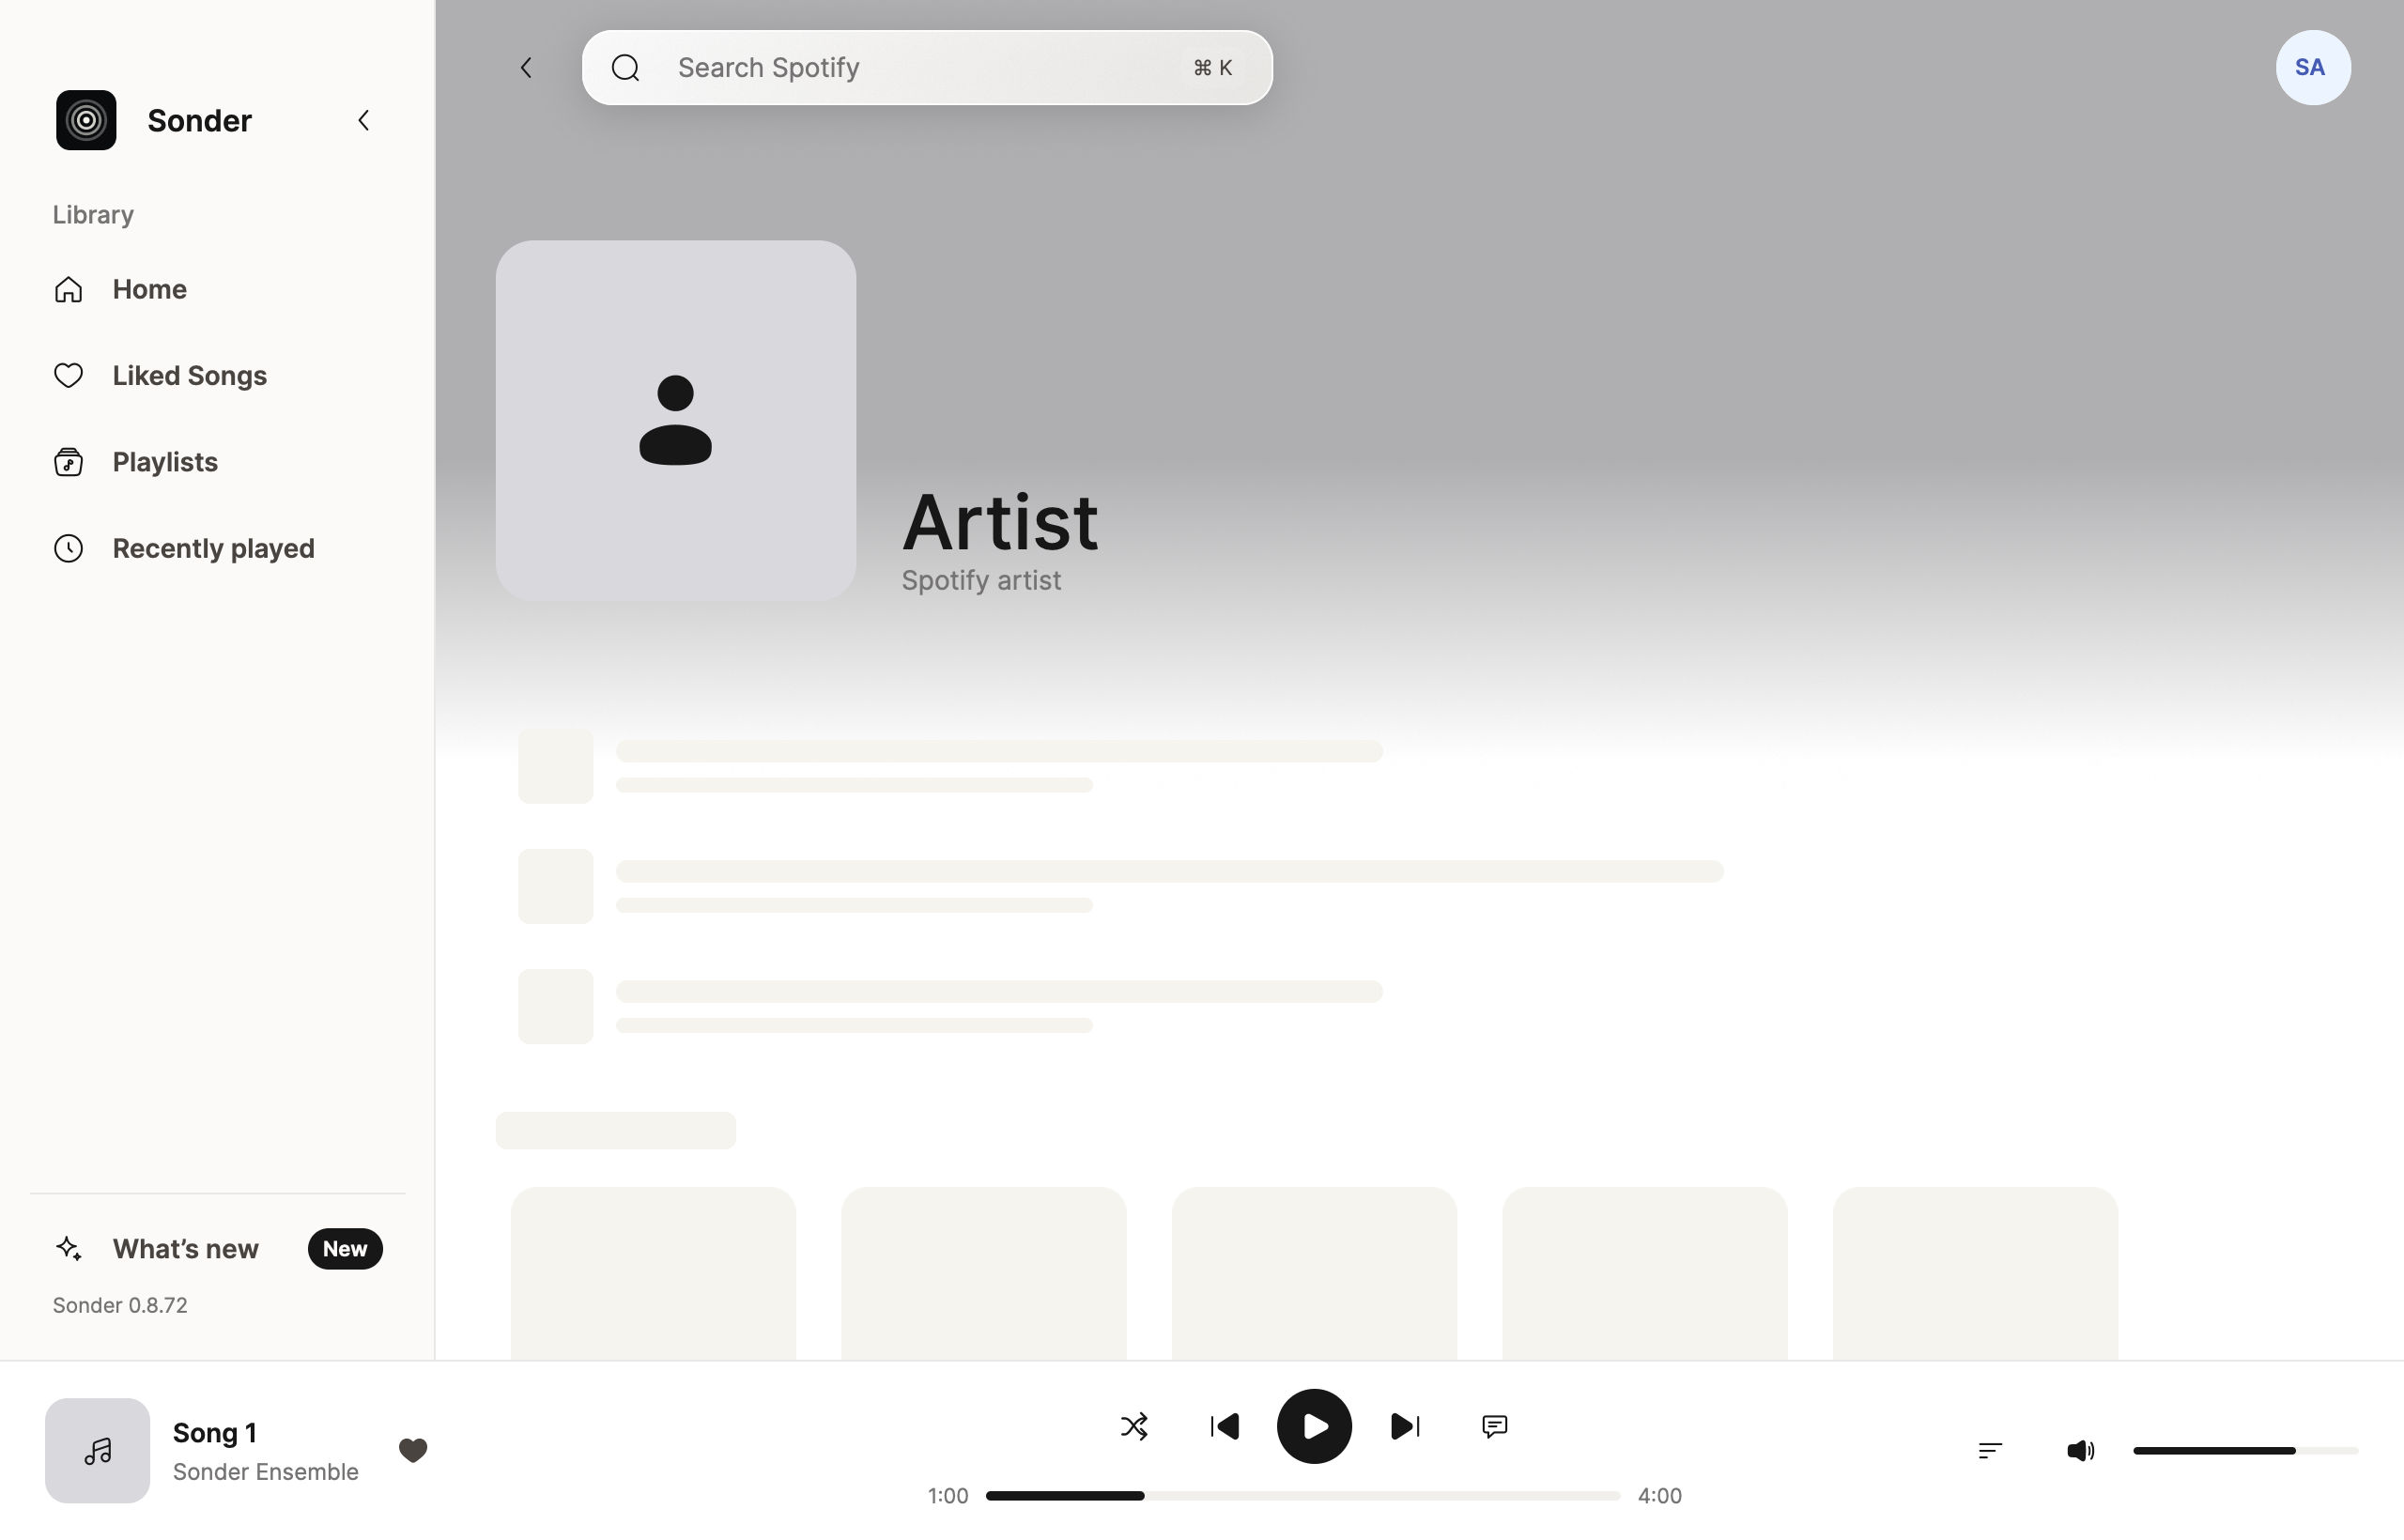 Sonder
Library
Home
Liked Songs
Playlists
Recently played
What’s new
New
Sonder 0.8.72
Search Spotify
⌘ K
SA
Artist
Spotify artist
Song 1
Sonder Ensemble
1:00
4:00